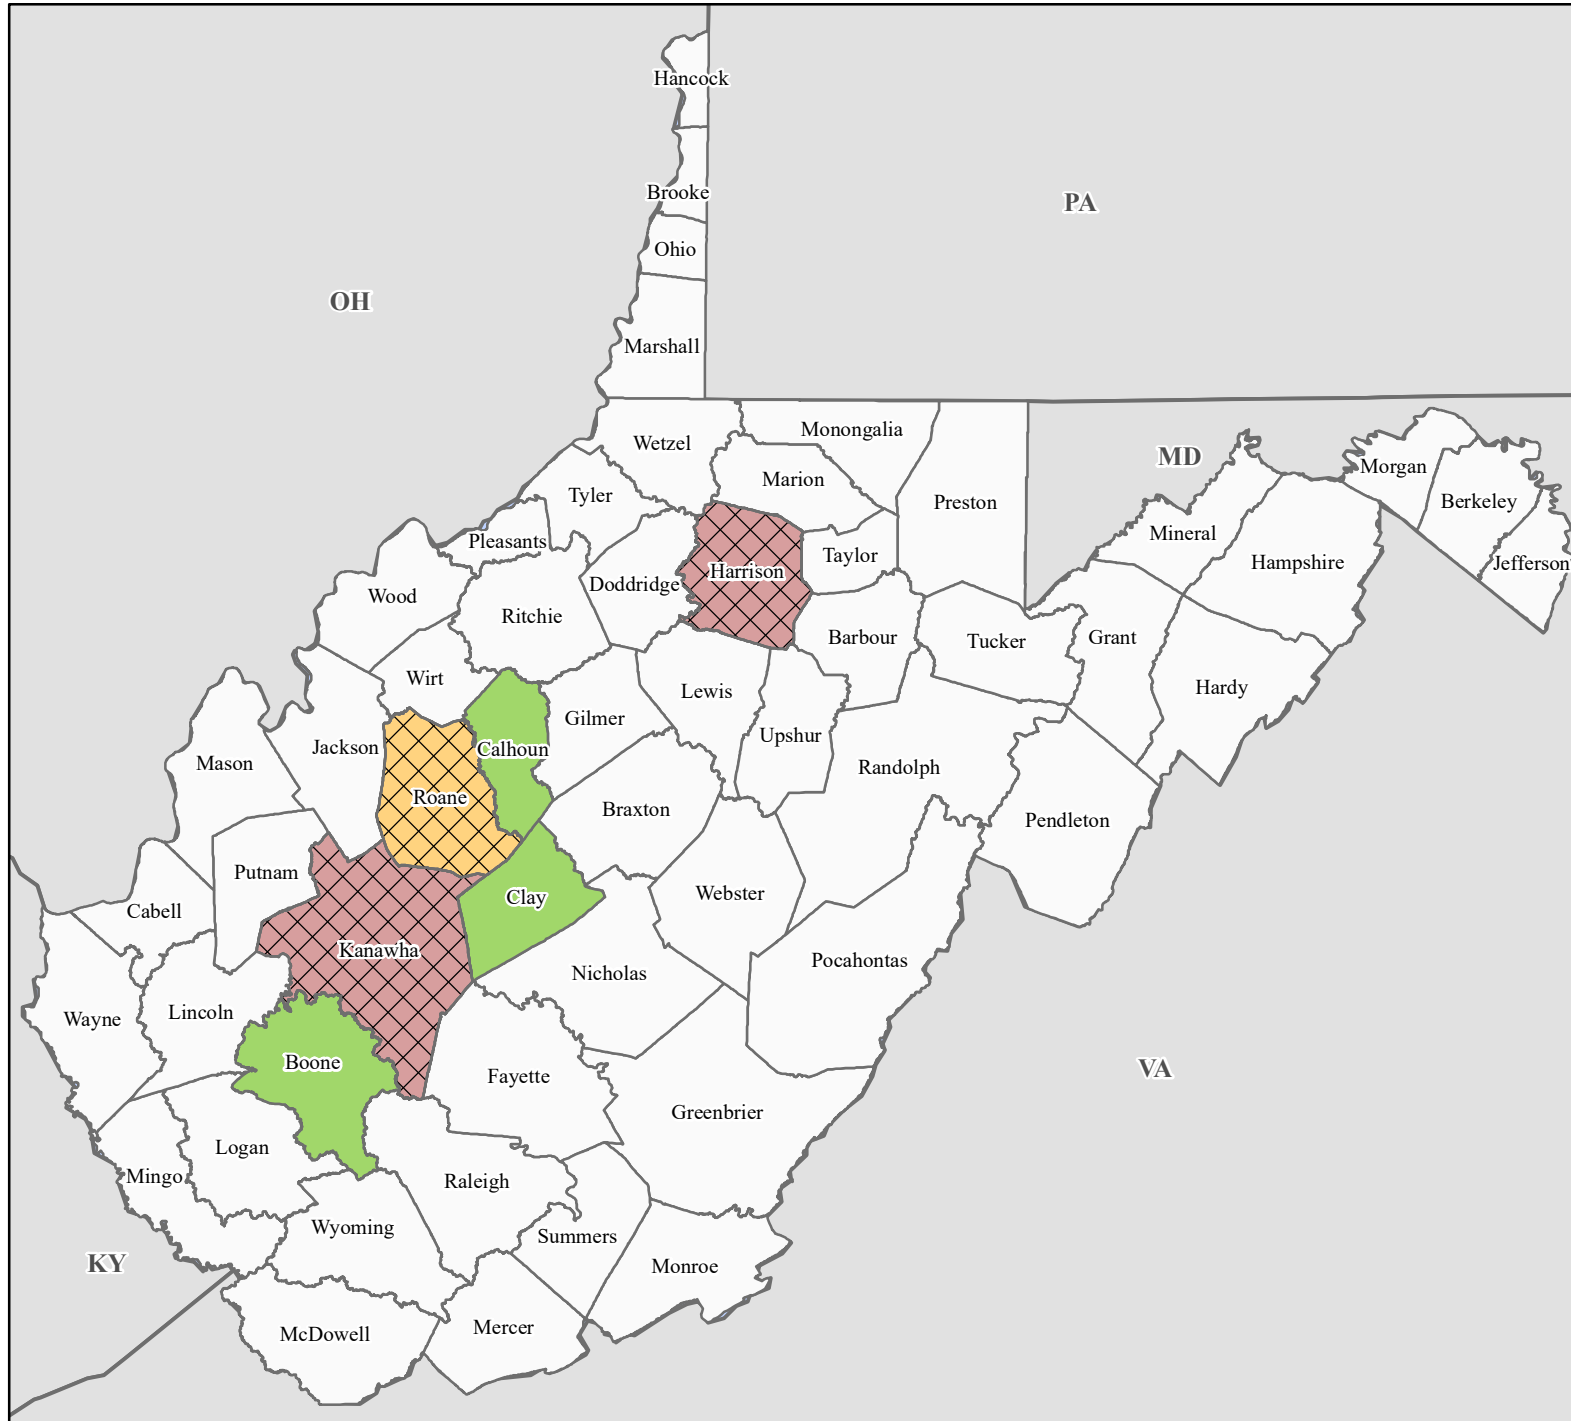 Hancock
Brooke
PA
Ohio
OH
Marshall
Wetzel
Monongalia
MD
Morgan
Marion
Tyler
Preston
Berkeley
Mineral
Pleasants
Taylor
Hampshire
Jefferson
Harrison
Doddridge
Wood
Ritchie
Barbour
Tucker
Grant
Wirt
Lewis
Hardy
Gilmer
Upshur
Jackson
Calhoun
Mason
Randolph
Roane
Braxton
Pendleton
Putnam
Webster
Clay
Cabell
Kanawha
Pocahontas
Nicholas
Lincoln
Wayne
Boone
VA
Fayette
Greenbrier
Logan
Mingo
Raleigh
Wyoming
Summers
KY
Monroe
Mercer
McDowell